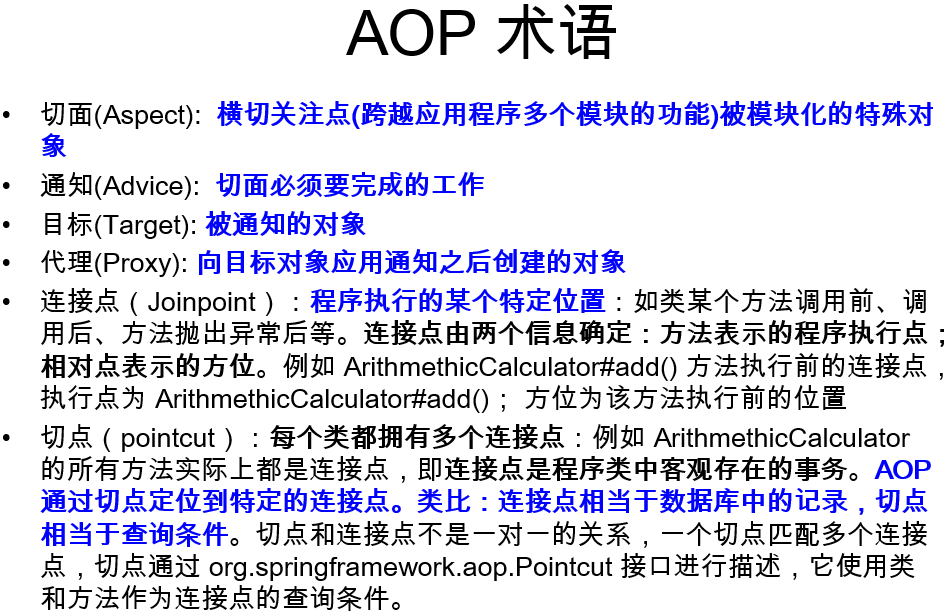 AOP 术语
• 切面(Aspect): 横切关注点(跨越应用程序多个模块的功能)被模块化的特殊对
象
• 通知(Advice): 切面必须要完成的工作
• 目标(Target): 被通知的对象
• 代理(Proxy): 向目标对象应用通知之后创建的对象
• 连接点（Joinpoint）：程序执行的某个特定位置：如类某个方法调用前、调
用后、方法抛出异常后等。连接点由两个信息确定：方法表示的程序执行点；
相对点表示的方位。例如 ArithmethicCalculator#add() 方法执行前的连接点，
执行点为 ArithmethicCalculator#add()； 方位为该方法执行前的位置
• 切点（pointcut）：每个类都拥有多个连接点：例如 ArithmethicCalculator
的所有方法实际上都是连接点，即连接点是程序类中客观存在的事务。AOP
通过切点定位到特定的连接点。类比：连接点相当于数据库中的记录，切点
相当于查询条件。切点和连接点不是一对一的关系，一个切点匹配多个连接
点，切点通过 org.springframework.aop.Pointcut 接口进行描述，它使用类
和方法作为连接点的查询条件。